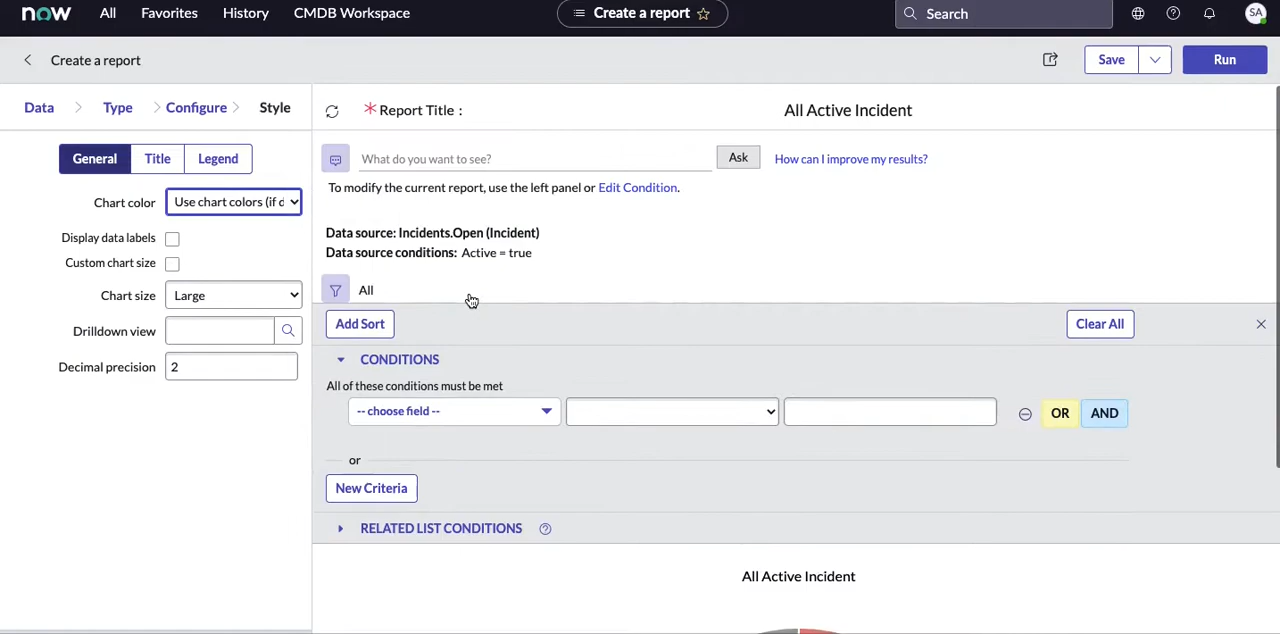 now All Favorites History CMDB Workspace Create a report Search SA
Create a report Save Run
Data Type Configure Style
* Report Title : All Active Incident
General Title Legend
What do you want to see? Ask How can I improve my results?
To modify the current report, use the left panel or Edit Condition.
Chart color Use chart colors (if d
Display data labels
Custom chart size
Chart size Large
Drilldown view
Decimal precision 2
Data source: Incidents.Open (Incident)
Data source conditions: Active = true
All
Add Sort Clear All
CONDITIONS
All of these conditions must be met
-- choose field -- OR AND
or
New Criteria
RELATED LIST CONDITIONS
All Active Incident